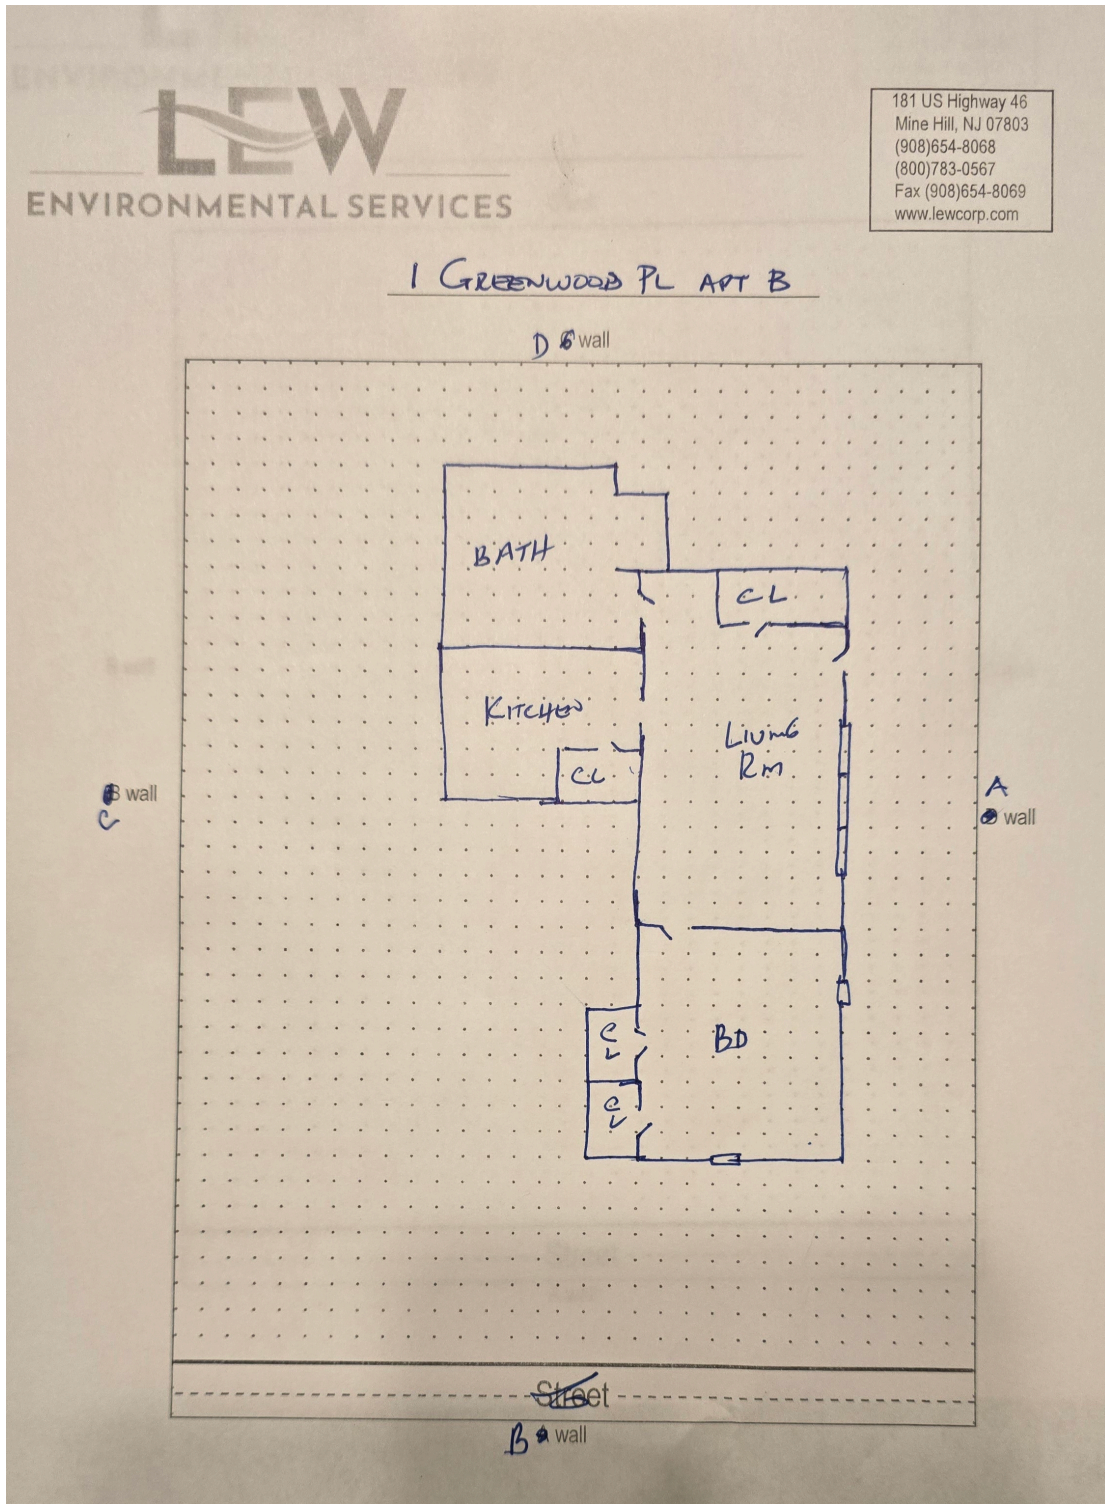 LEW
ENVIRONMENTAL SERVICES
181 US Highway 46
Mine Hill, NJ 07803
(908)654-8068
(800)783-0567
Fax (908)654-8069
www.lewcorp.com
1 GREENWOOD PL APT B
D wall
BATH
CL
KITCHEN
LIVING
RM
CL
wall
C
A
wall
CL
BD
CL
Street
B wall